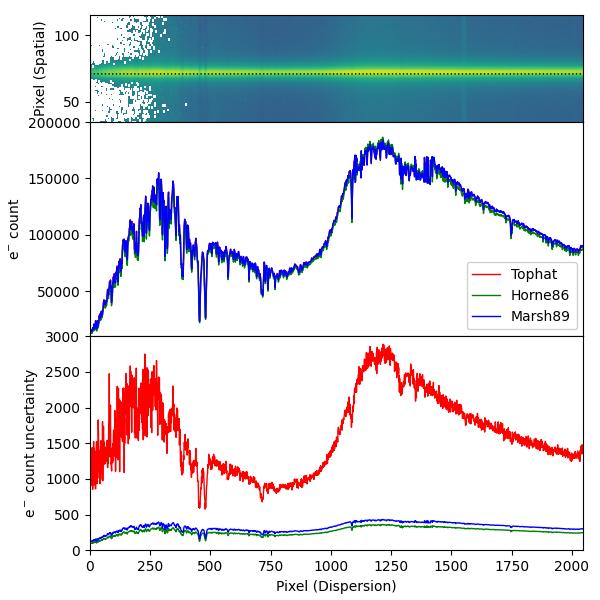 100
50
Pixel (Spatial)
200000
150000
100000
50000
e⁻ count
Tophat
Horne86
Marsh89
3000
2500
2000
1500
1000
500
0
e⁻ count uncertainty
0 250 500 750 1000 1250 1500 1750 2000
Pixel (Dispersion)